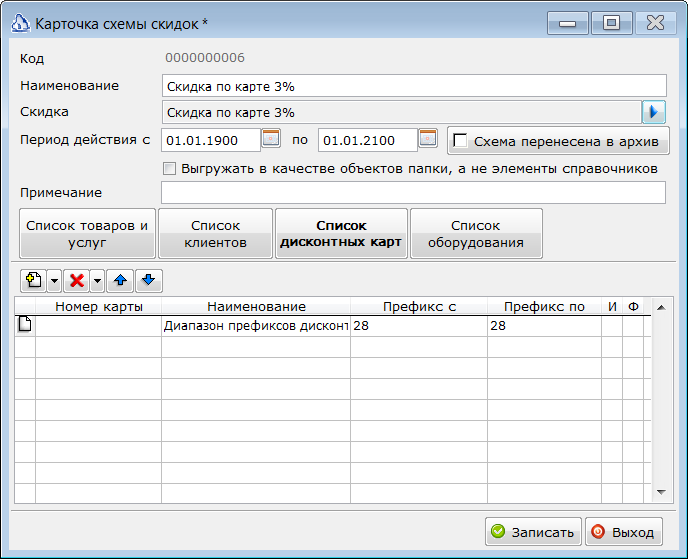 Карточка схемы скидок *
Код 0000000006
Наименование Скидка по карте 3%
Скидка Скидка по карте 3%
Период действия с 01.01.1900 по 01.01.2100 Схема перенесена в архив
Выгружать в качестве объектов папки, а не элементы справочников
Примечание
Список товаров и
услуг
Список
клиентов
Список
дисконтных карт
Список
оборудования
Номер карты Наименование Префикс с Префикс по И Ф
Диапазон префиксов дисконт 28 28
Записать Выход